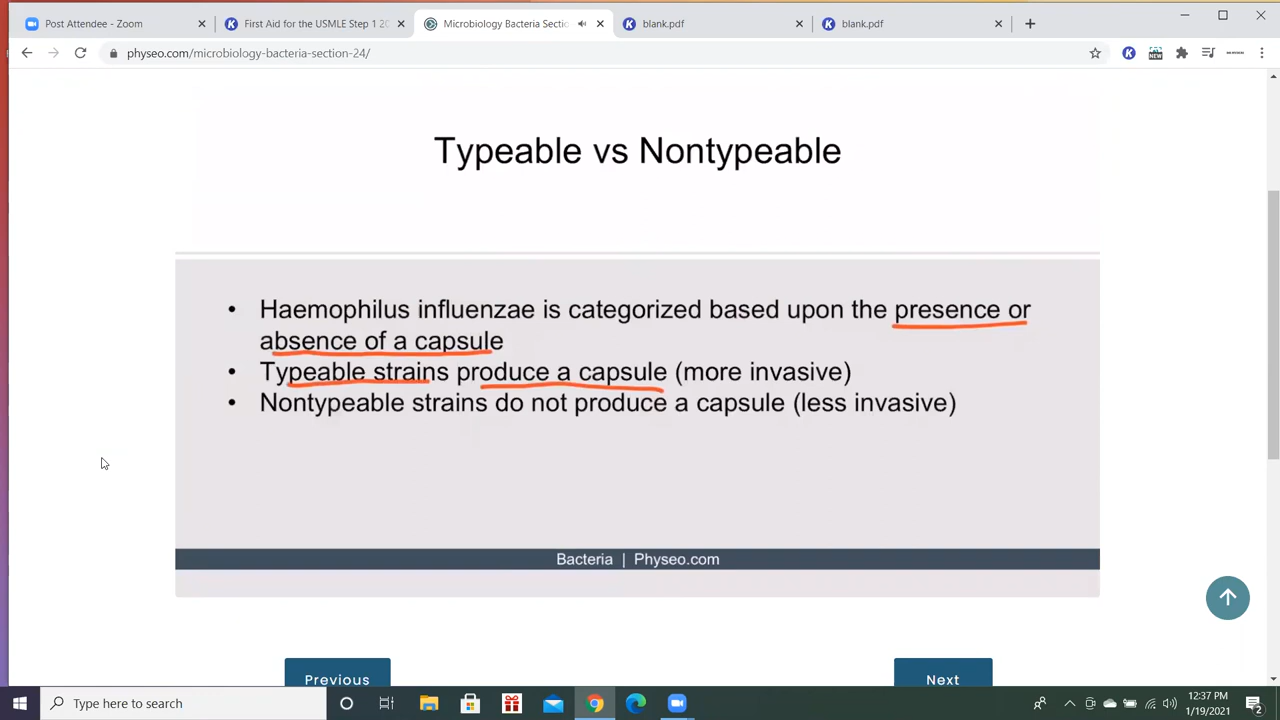 Post Attendee - Zoom
First Aid for the USMLE Step 1 20
Microbiology Bacteria Sectio
blank.pdf
blank.pdf
physeo.com/microbiology-bacteria-section-24/
Typeable vs Nontypeable
• Haemophilus influenzae is categorized based upon the presence or
absence of a capsule
• Typeable strains produce a capsule (more invasive)
• Nontypeable strains do not produce a capsule (less invasive)
Bacteria | Physeo.com
Previous
Next
Type here to search
12:37 PM
1/19/2021
2